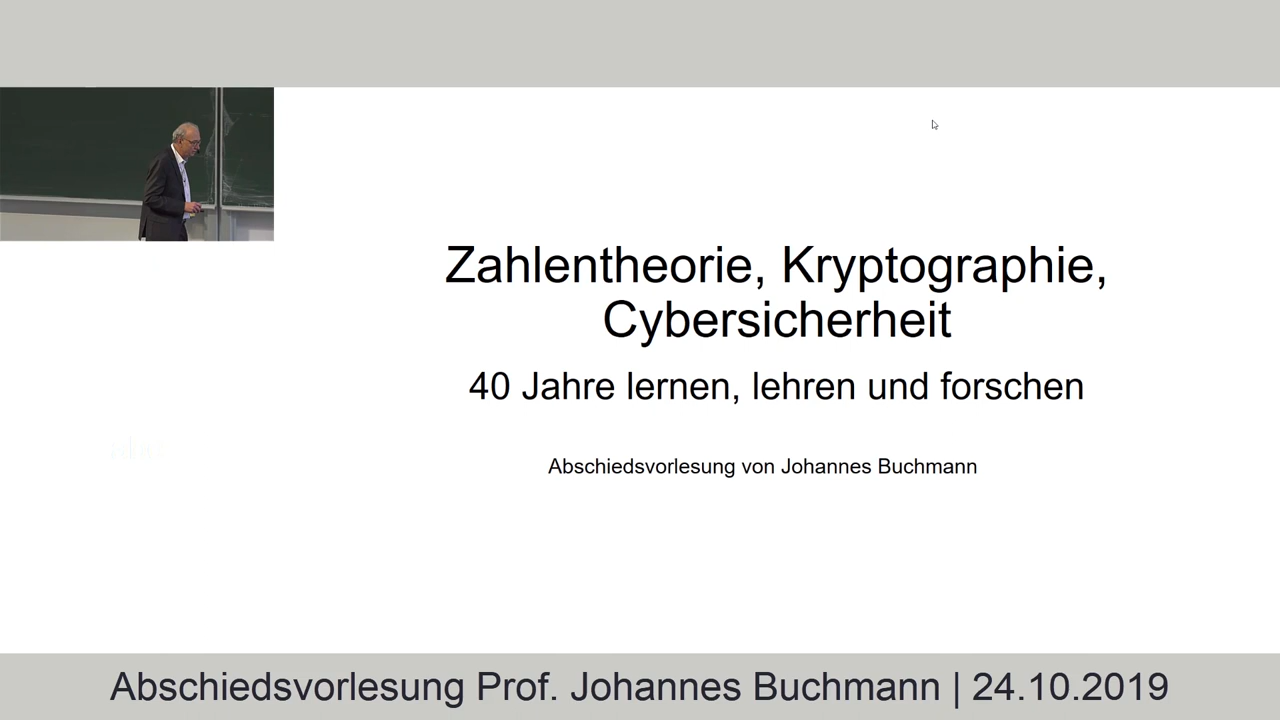 Zahlentheorie, Kryptographie,
Cybersicherheit
40 Jahre lernen, lehren und forschen
Abschiedsvorlesung von Johannes Buchmann
Abschiedsvorlesung Prof. Johannes Buchmann | 24.10.2019